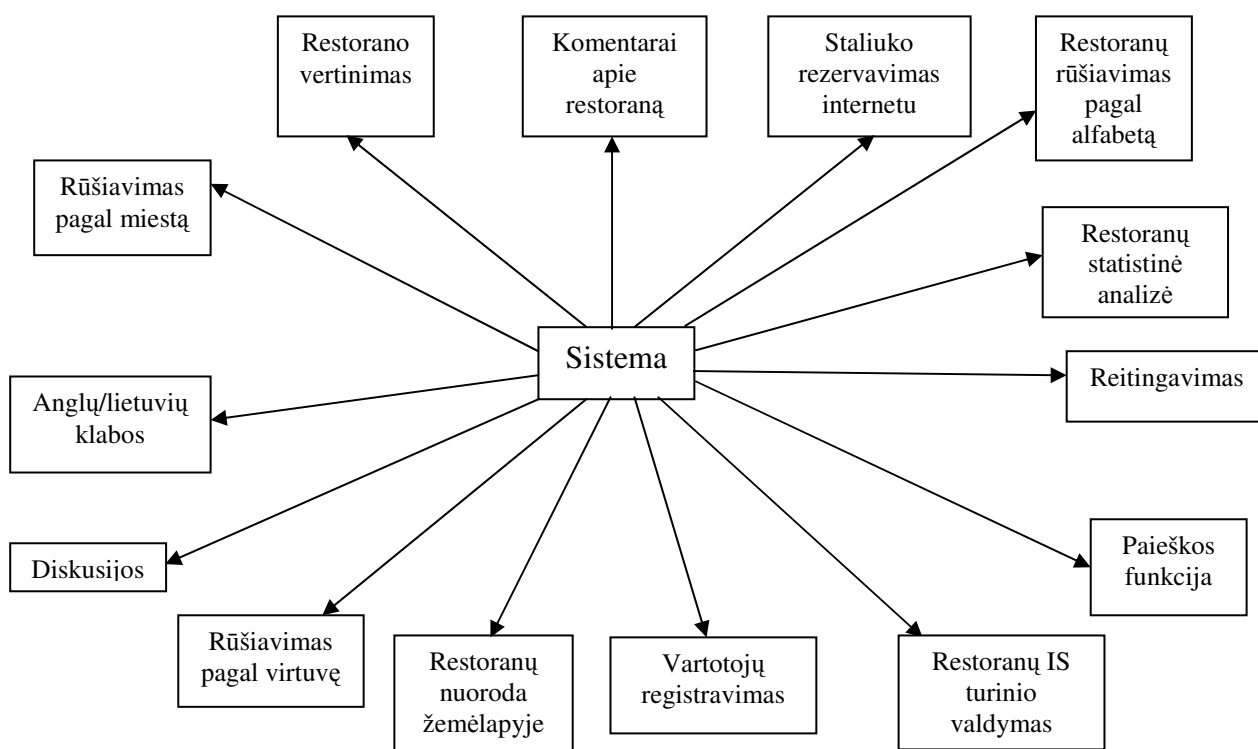 Restorano
vertinimas
Komentarai
apie
restoraną
Staliuko
rezervavimas
internetu
Restoranų
rūšiavimas
pagal
alfabetą
Rūšiavimas
pagal miestą
Restoranų
statistinė
analizė
Sistema
Reitingavimas
Anglų/lietuvių
klabos
Diskusijos
Paieškos
funkcija
Rūšiavimas
pagal virtuvę
Restoranų
nuoroda
žemėlapyje
Vartotojų
registravimas
Restoranų IS
turinio
valdymas